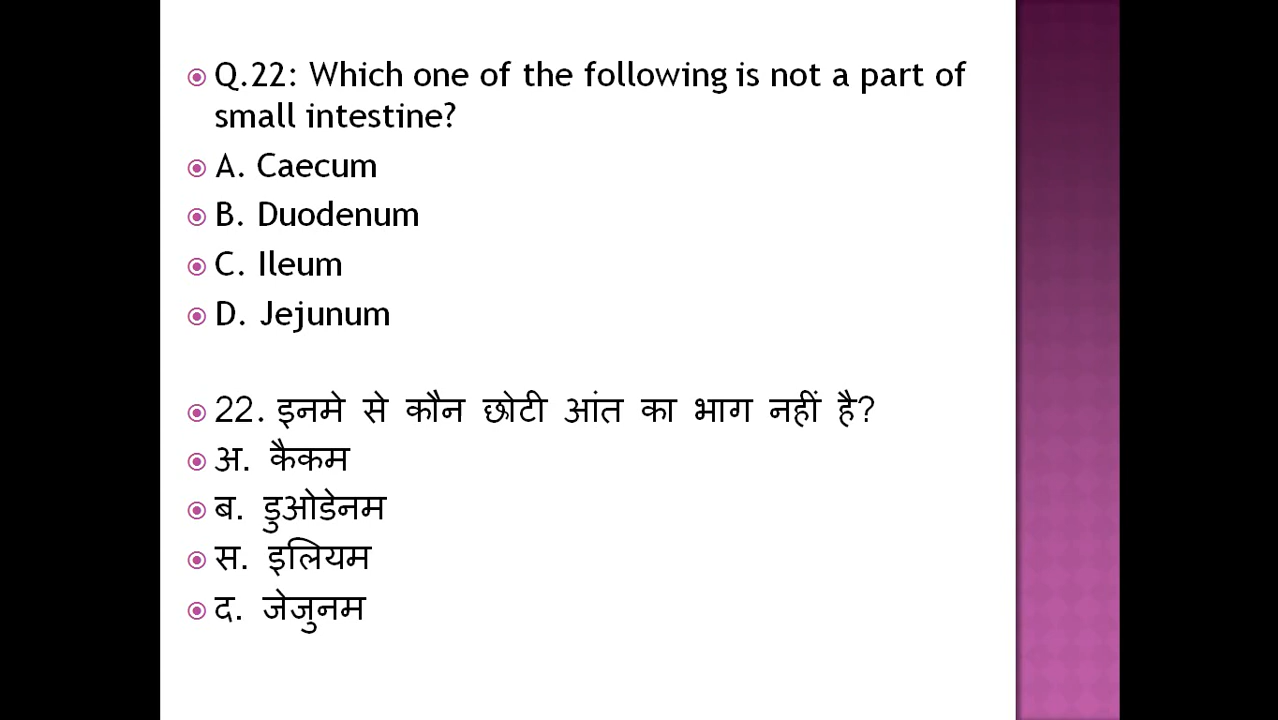 Q.22: Which one of the following is not a part of
small intestine?
A. Caecum
B. Duodenum
C. Ileum
D. Jejunum
22. इनमे से कौन छोटी आंत का भाग नहीं है?
अ. कैकम
ब. डुओडेनम
स. इलियम
द. जेजुनम